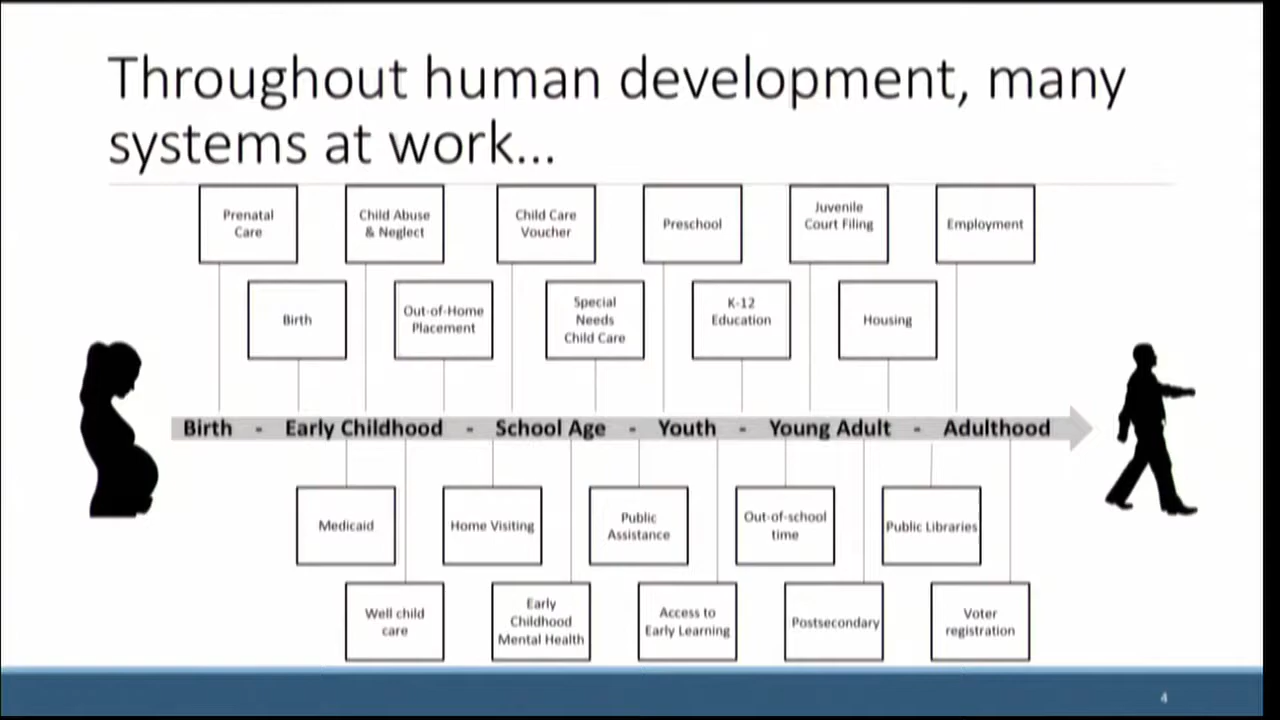 Throughout human development, many
systems at work...
Prenatal
Care
Child Abuse
& Neglect
Child Care
Voucher
Preschool
Juvenile
Court Filing
Employment
Birth
Out-of-Home
Placement
Special
Needs
Child Care
K-12
Education
Housing
Birth - Early Childhood - School Age - Youth - Young Adult - Adulthood
Medicaid
Home Visiting
Public
Assistance
Out-of-school
time
Public Libraries
Well child
care
Early
Childhood
Mental Health
Access to
Early Learning
Postsecondary
Voter
registration
4